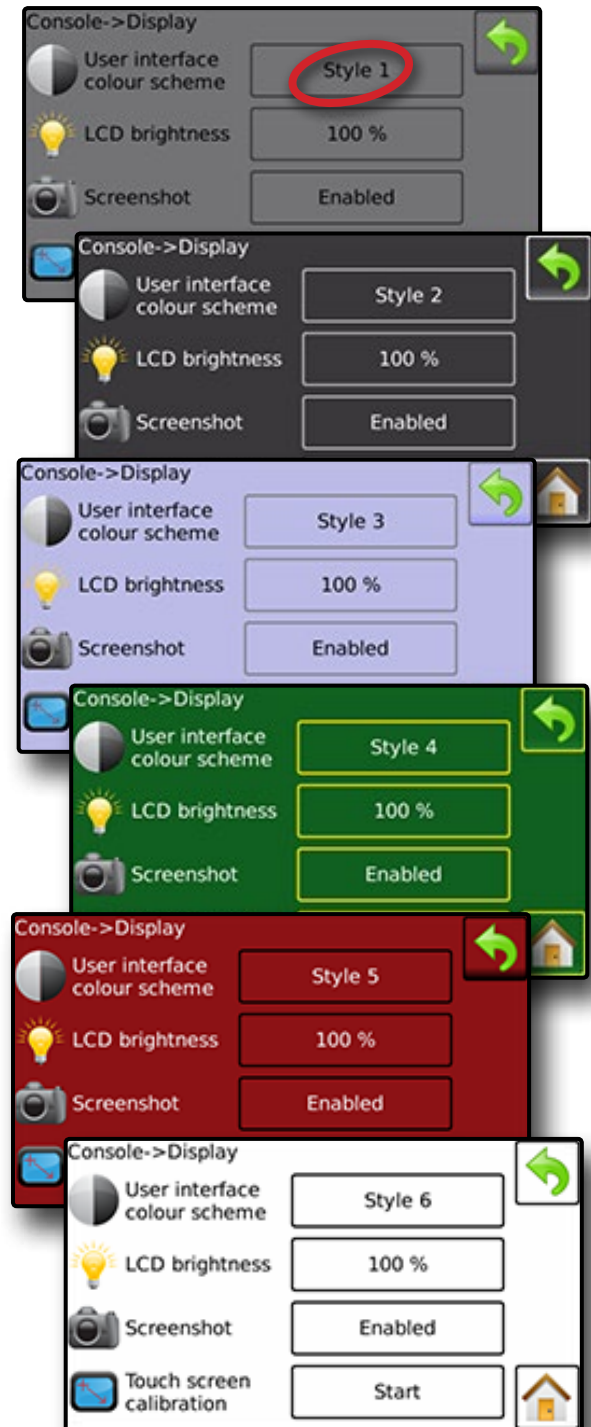 Console->Display
User interface
colour scheme
Style 1
LCD brightness
100 %
Screenshot
Enabled
Console->Display
User interface
colour scheme
Style 2
LCD brightness
100 %
Screenshot
Enabled
Console->Display
User interface
colour scheme
Style 3
LCD brightness
100 %
Screenshot
Enabled
Console->Display
User interface
colour scheme
Style 4
LCD brightness
100 %
Screenshot
Enabled
Console->Display
User interface
colour scheme
Style 5
LCD brightness
100 %
Screenshot
Enabled
Console->Display
User interface
colour scheme
Style 6
LCD brightness
100 %
Screenshot
Enabled
Touch screen
calibration
Start